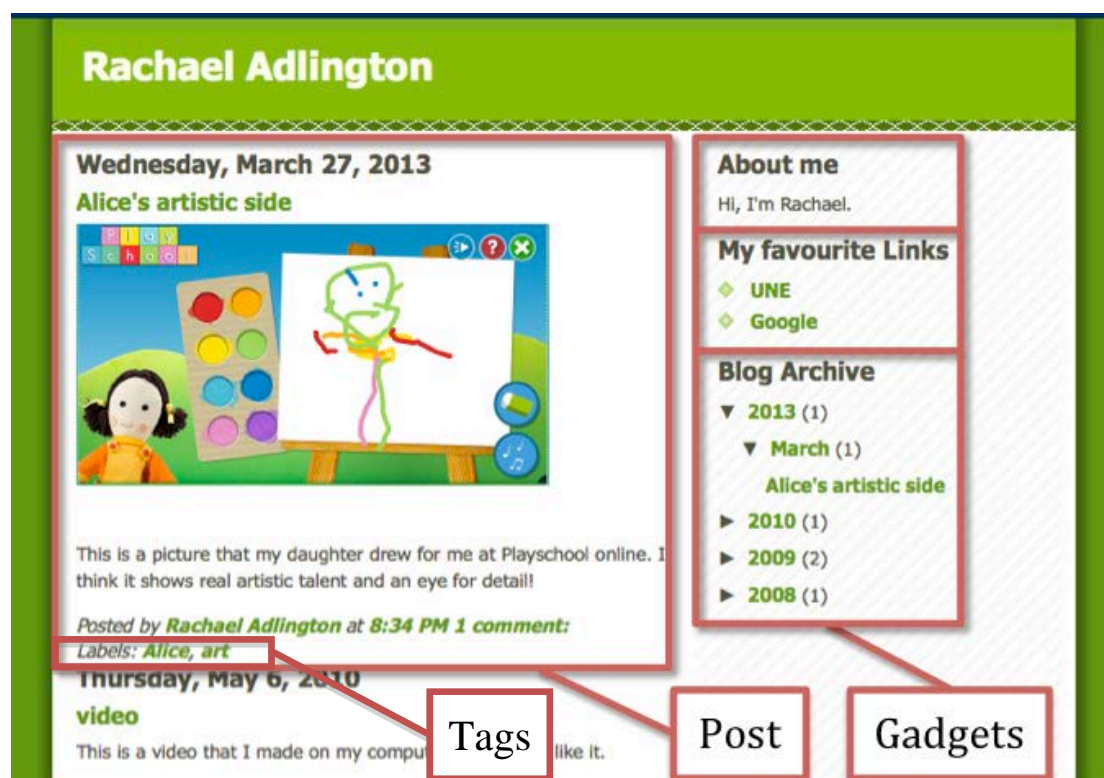 Rachael Adlington
Wednesday, March 27, 2013
Alice's artistic side
Play
School
?
This is a picture that my daughter drew for me at Playschool online. I
think it shows real artistic talent and an eye for detail!
Posted by Rachael Adlington at 8:34 PM 1 comment:
Labels: Alice, art
Thursday, May 6, 2010
video
This is a video that I made on my comput like it.
About me
Hi, I'm Rachael.
My favourite Links
UNE
Google
Blog Archive
▼ 2013 (1)
▼ March (1)
Alice's artistic side
► 2010 (1)
► 2009 (2)
► 2008 (1)
Tags
Post
Gadgets